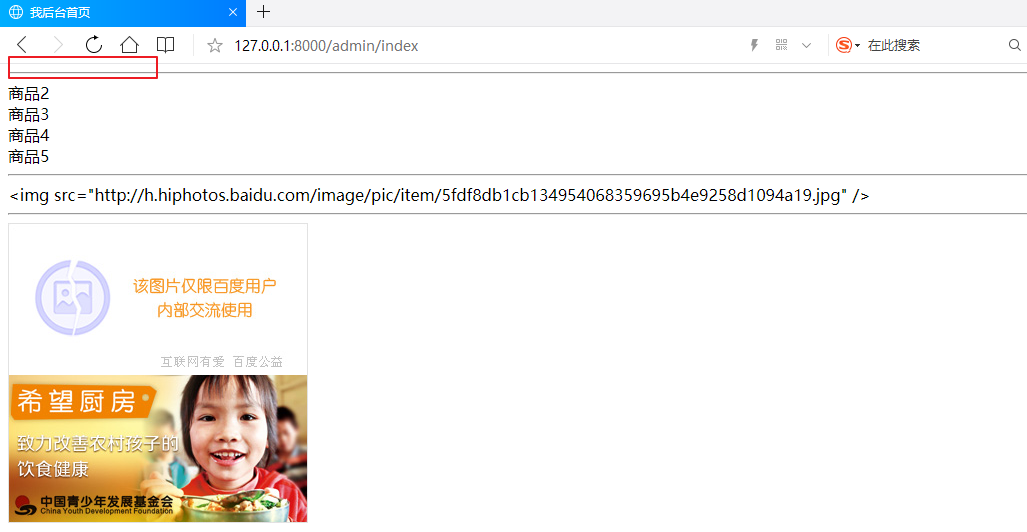 我后台首页
127.0.0.1:8000/admin/index
在此搜索
商品2
商品3
商品4
商品5
<img src="http://h.hiphotos.baidu.com/image/pic/item/5fdf8db1cb134954068359695b4e9258d1094a19.jpg" />
该图片仅限百度用户
内部交流使用
互联网有爱 百度公益
希望厨房
致力改善农村孩子的
饮食健康
中国青少年发展基金会
China Youth Development Foundation